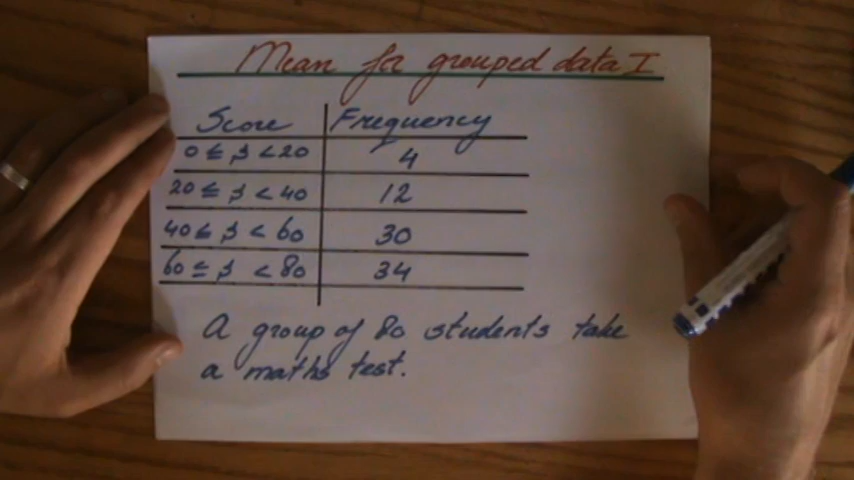 Mean for grouped data I
Score Frequency
0 ≤ s < 20 4
20 ≤ s < 40 12
40 ≤ s < 60 30
60 ≤ s < 80 34
A group of 80 students take
a maths test.